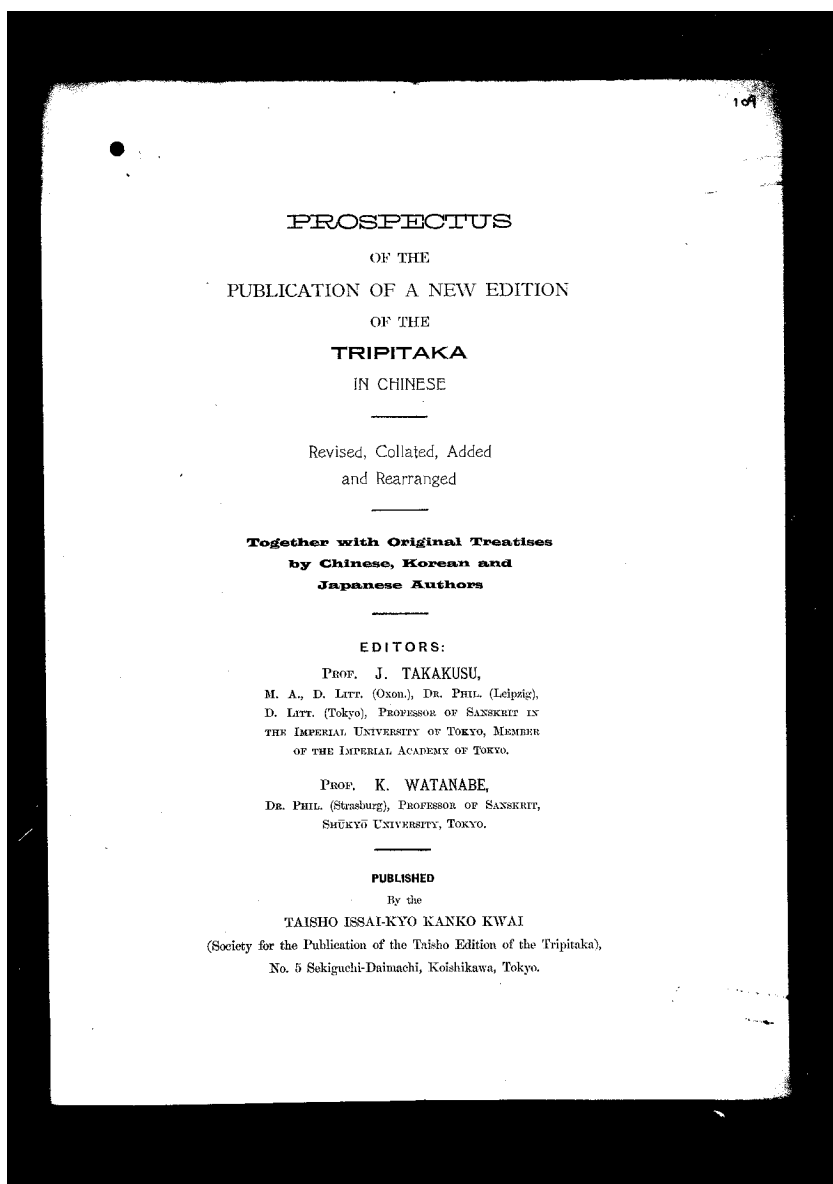 109
PROSPECTUS
OF THE
PUBLICATION OF A NEW EDITION
OF THE
TRIPITAKA
IN CHINESE
Revised, Collated, Added
and Rearranged
Together with Original Treatises
by Chinese, Korean and
Japanese Authors
EDITORS:
PROF. J. TAKAKUSU,
M. A., D. LITT. (Oxon.), DR. PHIL. (Leipzig),
D. LITT. (Tokyo), PROFESSOR OF SANSKRIT IN
THE IMPERIAL UNIVERSITY OF TOKYO, MEMBER
OF THE IMPERIAL ACADEMY OF TOKYO.
PROF. K. WATANABE,
DR. PHIL. (Strasburg), PROFESSOR OF SANSKRIT,
SHŪKYŌ UNIVERSITY, TOKYO.
PUBLISHED
By the
TAISHO ISSAI-KYO KANKO KWAI
(Society for the Publication of the Taisho Edition of the Tripitaka),
No. 5 Sekiguchi-Daimachi, Koishikawa, Tokyo.